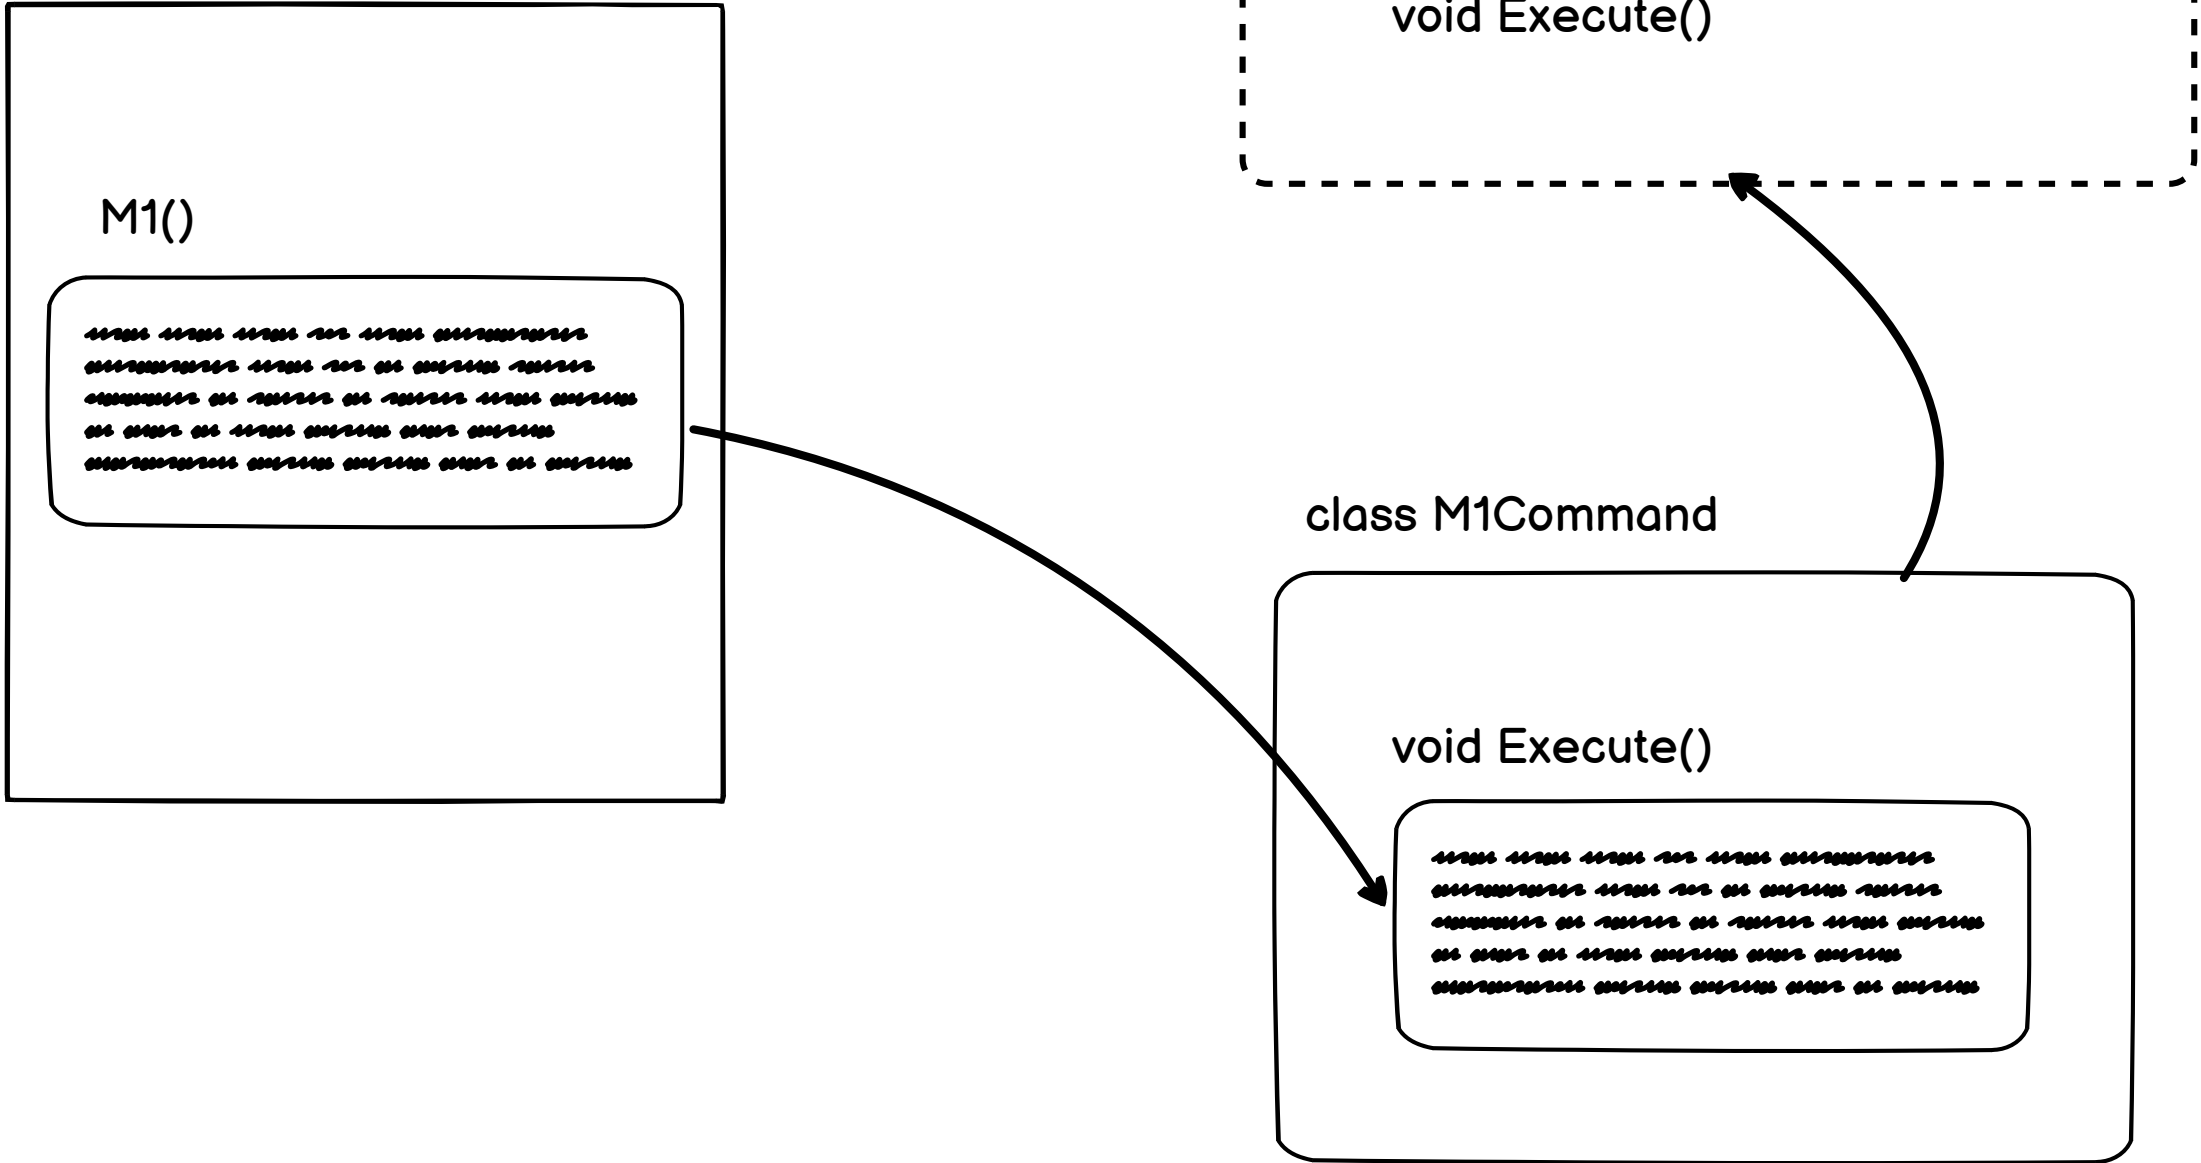 void Execute()
M1()
class M1Command
void Execute()